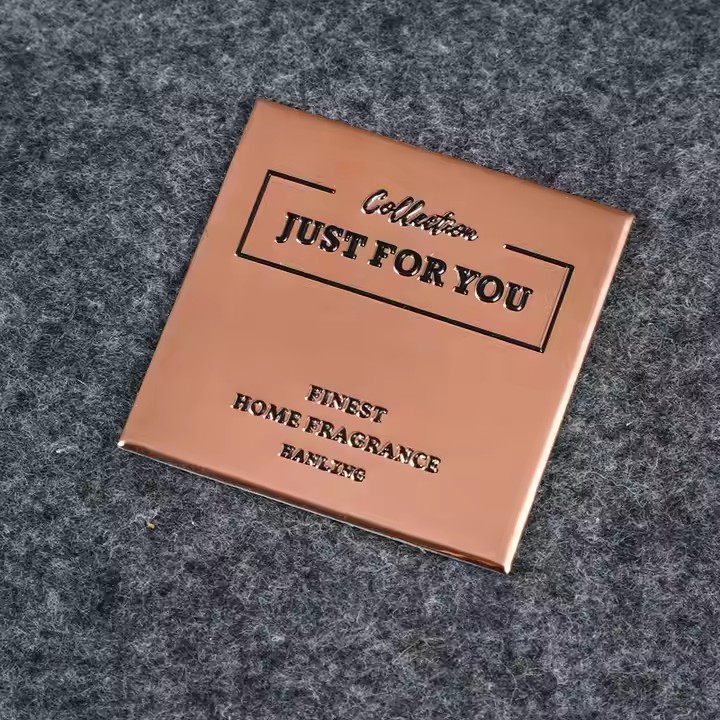 Collection
JUST FOR YOU
FINEST
HOME FRAGRANCE
HANLING